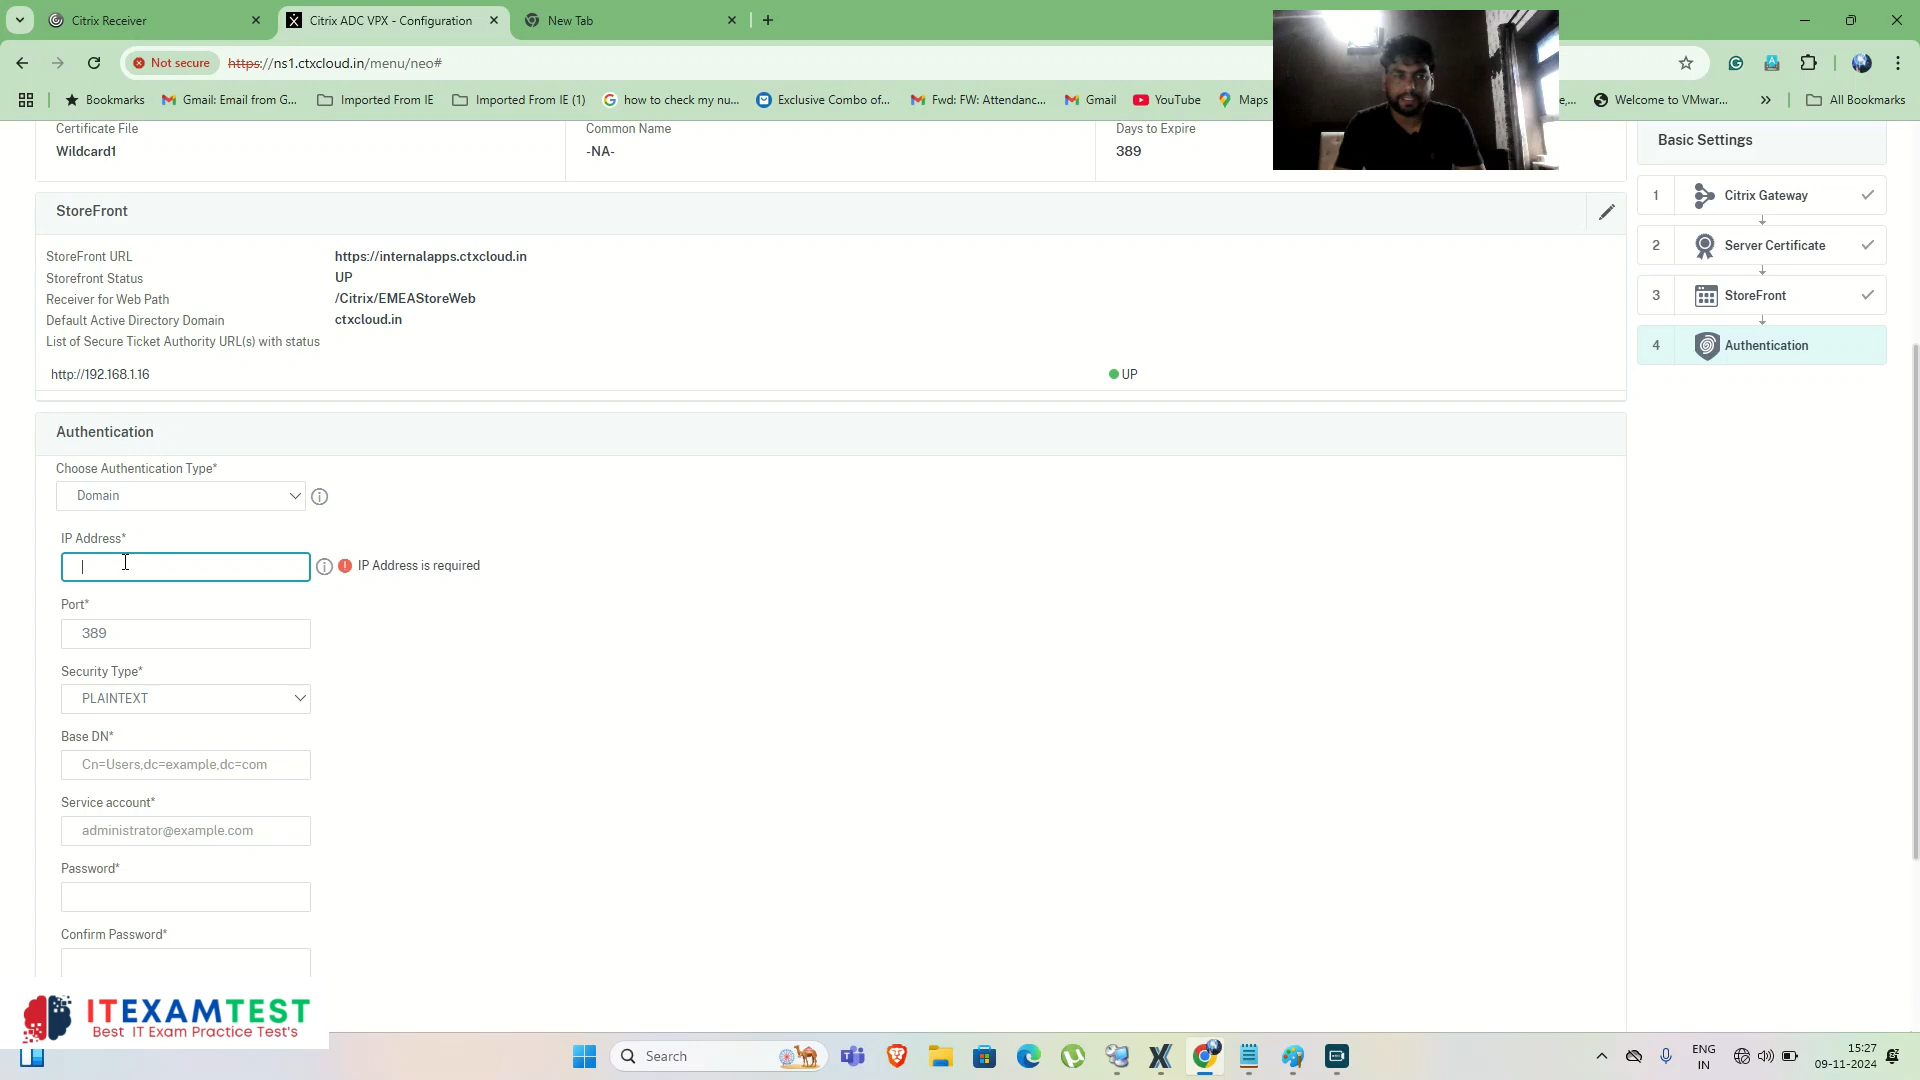 Citrix Receiver
Citrix ADC VPX - Configuration
New Tab
Not secure
https://ns1.ctxcloud.in/menu/neo#
Bookmarks
Gmail: Email from G...
Imported From IE
Imported From IE (1)
how to check my nu...
Exclusive Combo of...
Fwd: FW: Attendanc...
Gmail
YouTube
Maps
e,...
Welcome to VMwar...
All Bookmarks
Certificate File
Wildcard1
Common Name
-NA-
Days to Expire
389
StoreFront
StoreFront URL
https://internalapps.ctxcloud.in
Storefront Status
UP
Receiver for Web Path
/Citrix/EMEAStoreWeb
Default Active Directory Domain
ctxcloud.in
List of Secure Ticket Authority URL(s) with status
http://192.168.1.16
UP
Authentication
Choose Authentication Type*
Domain
IP Address*
IP Address is required
Port*
389
Security Type*
PLAINTEXT
Base DN*
Cn=Users,dc=example,dc=com
Service account*
administrator@example.com
Password*
Confirm Password*
Basic Settings
1 Citrix Gateway
2 Server Certificate
3 StoreFront
4 Authentication
ITEXAMTEST
Best IT Exam Practice Test's
Search
ENG
IN
15:27
09-11-2024